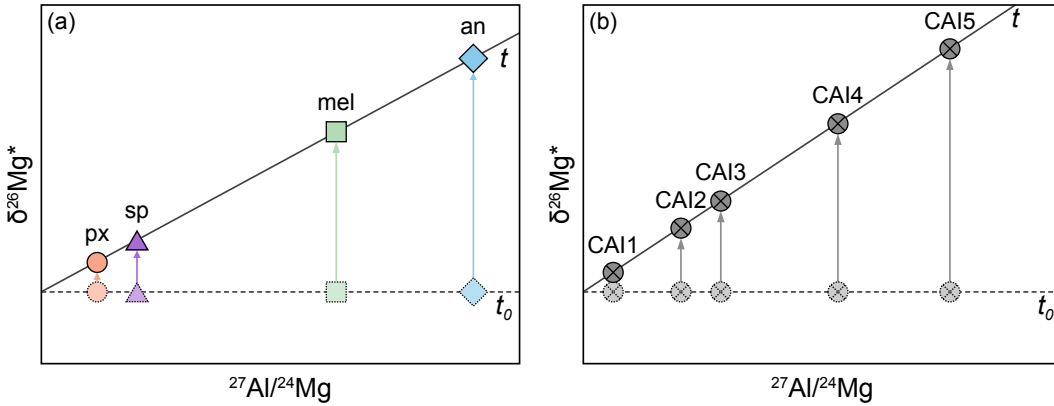 (a)
an
t
mel
sp
px
t₀
δ²⁶Mg*
²⁷Al/²⁴Mg
(b)
CAI5
t
CAI4
CAI3
CAI2
CAI1
t₀
δ²⁶Mg*
²⁷Al/²⁴Mg